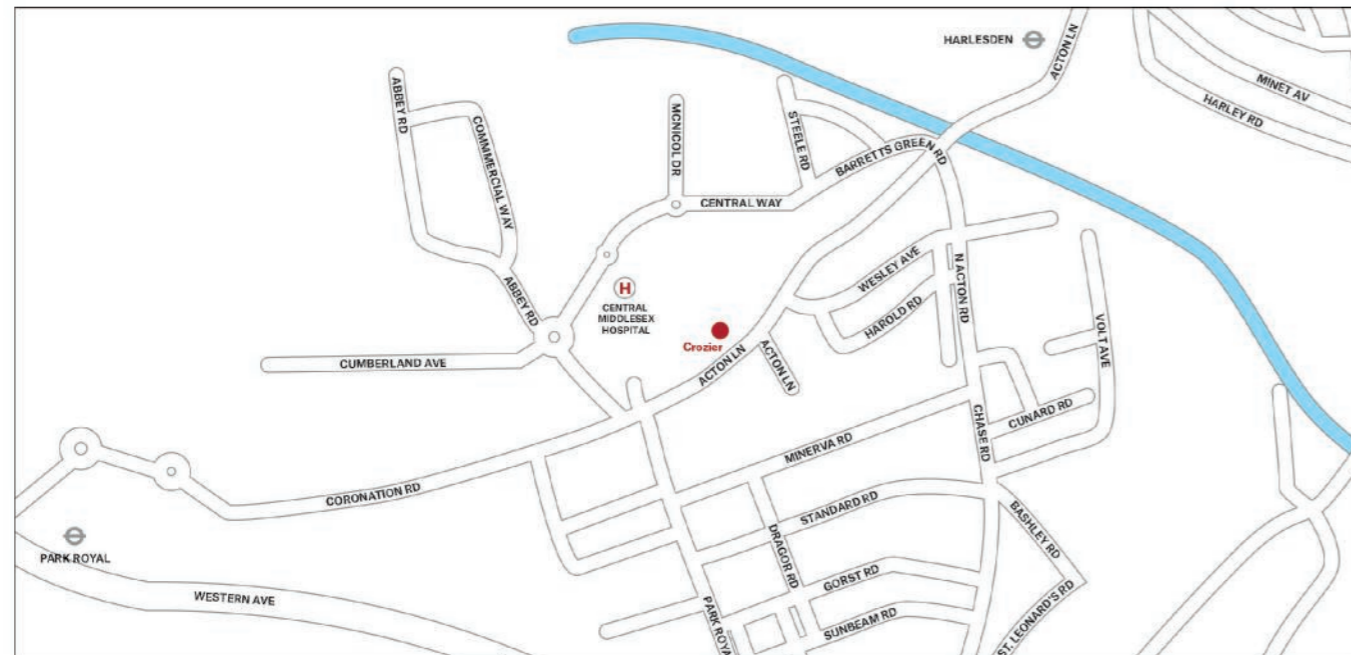 HARLESDEN
ACTON LN
MINET AV
HARLEY RD
ABBEY RD
COMMMERCIAL WAY
MCNICOL DR
STEELE RD
BARRETTS GREEN RD
CENTRAL WAY
ABBEY RD
H
CENTRAL
MIDDLESEX
HOSPITAL
WESLEY AVE
N ACTON RD
HAROLD RD
VOLT AVE
Crozier
ACTON LN
ACTON LN
CUMBERLAND AVE
CUNARD RD
CHASE RD
MINERVA RD
CORONATION RD
STANDARD RD
BASHLEY RD
DRAGOR RD
PARK ROYAL
GORST RD
WESTERN AVE
PARK ROYAL
SUNBEAM RD
ST. LEONARD'S RD